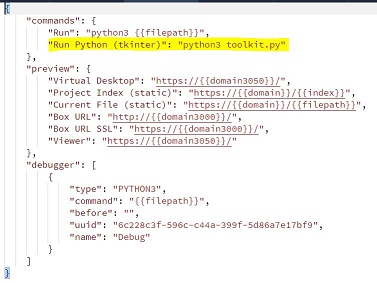 {
"commands": {
"Run": "python3 {{filepath}}",
"Run Python (tkinter)": "python3 toolkit.py"
},
"preview": {
"Virtual Desktop": "https://{{domain3050}}/",
"Project Index (static)": "https://{{domain}}/{{index}}",
"Current File (static)": "https://{{domain}}/{{filepath}}",
"Box URL": "http://{{domain3000}}/",
"Box URL SSL": "https://{{domain3000}}/",
"Viewer": "https://{{domain3050}}/"
},
"debugger": [
{
"type": "PYTHON3",
"command": "{{filepath}}",
"before": "",
"uuid": "6c228c3f-596c-c44a-399f-5d86a7e17bf9",
"name": "Debug"
}
]
}